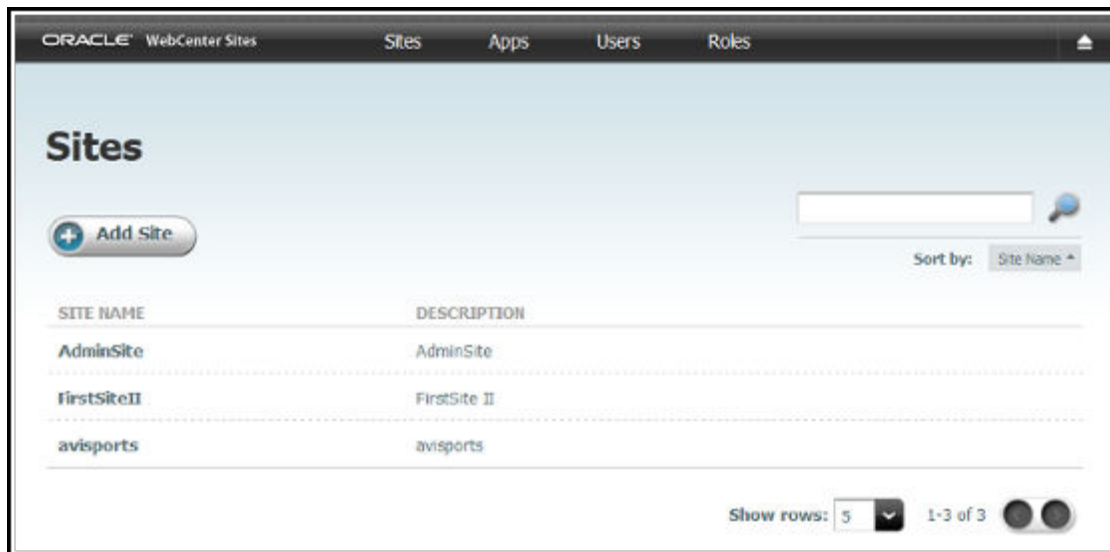 ORACLE WebCenter Sites Sites Apps Users Roles
Sites
Add Site
Sort by: Site Name
SITE NAME DESCRIPTION
AdminSite AdminSite
FirstSiteII FirstSite II
avisports avisports
Show rows: 5 1-3 of 3